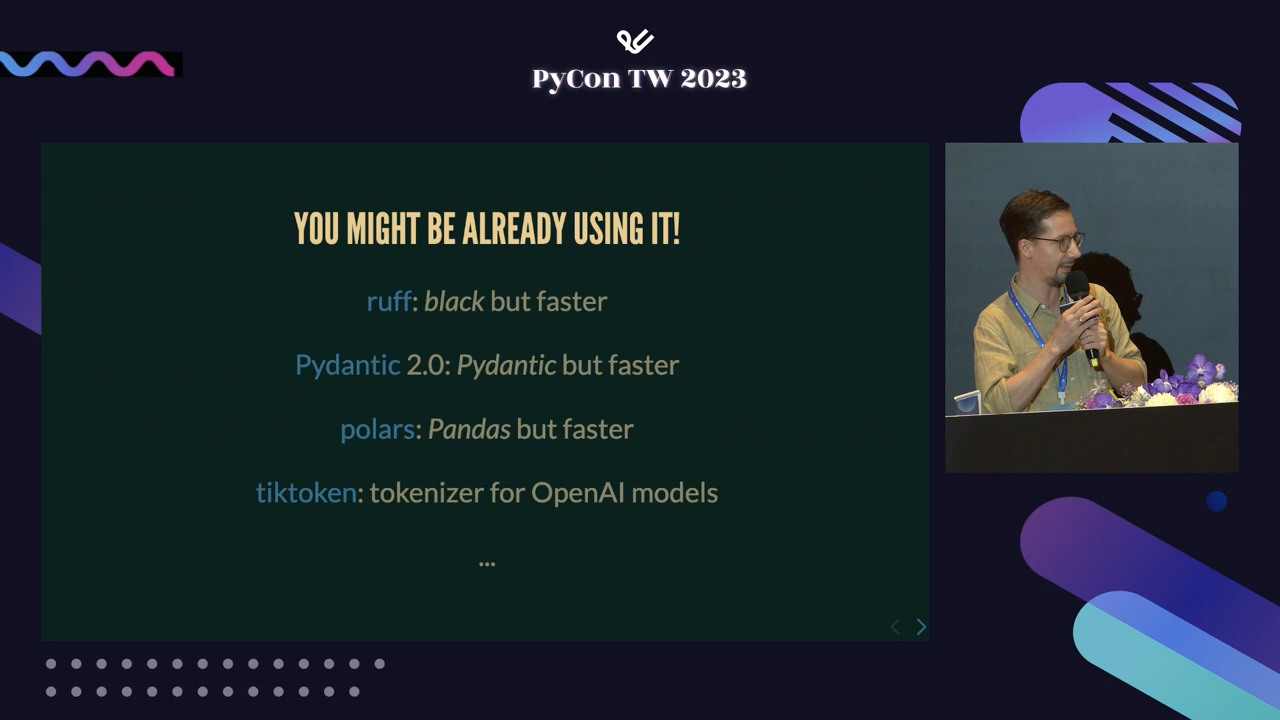 PyCon TW 2023
YOU MIGHT BE ALREADY USING IT!
ruff: black but faster
Pydantic 2.0: Pydantic but faster
polars: Pandas but faster
tiktoken: tokenizer for OpenAI models
...